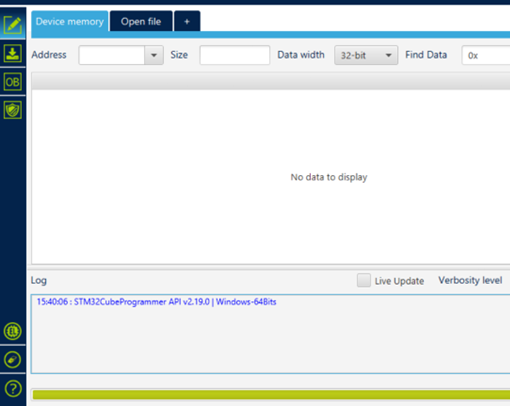 Device memory Open file +
Address Size Data width 32-bit Find Data 0x
OB
No data to display
Log Live Update Verbosity level
15:40:06 : STM32CubeProgrammer API v2.19.0 | Windows-64Bits
?